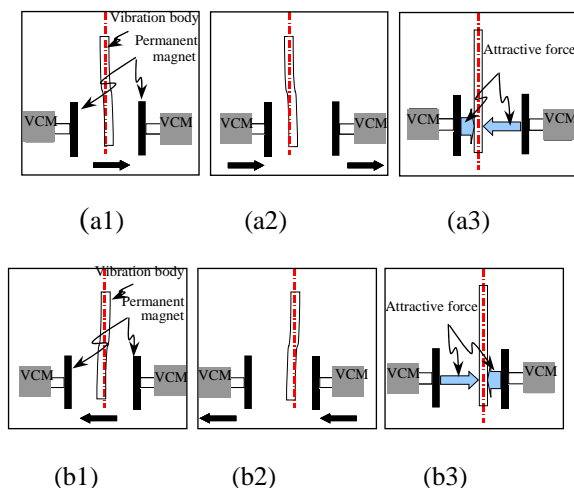 Vibration body
Permanent
magnet
VCM
VCM
VCM
VCM
Attractive force
VCM
VCM
(a1)
(a2)
(a3)
Vibration body
Permanent
magnet
VCM
VCM
VCM
VCM
Attractive force
VCM
VCM
(b1)
(b2)
(b3)